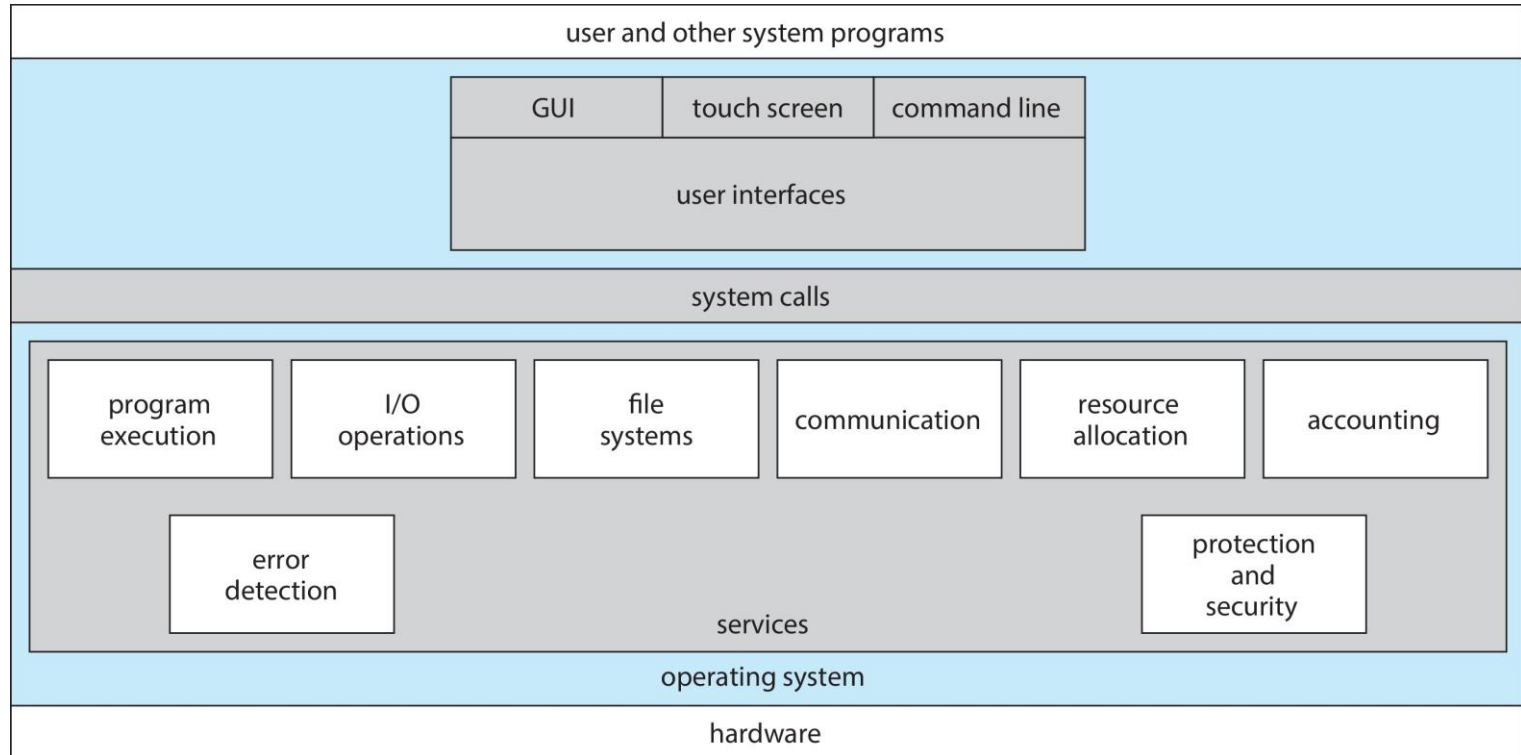 user and other system programs
GUI
touch screen
command line
user interfaces
system calls
program
execution
I/O
operations
file
systems
communication
resource
allocation
accounting
error
detection
protection
and
security
services
operating system
hardware